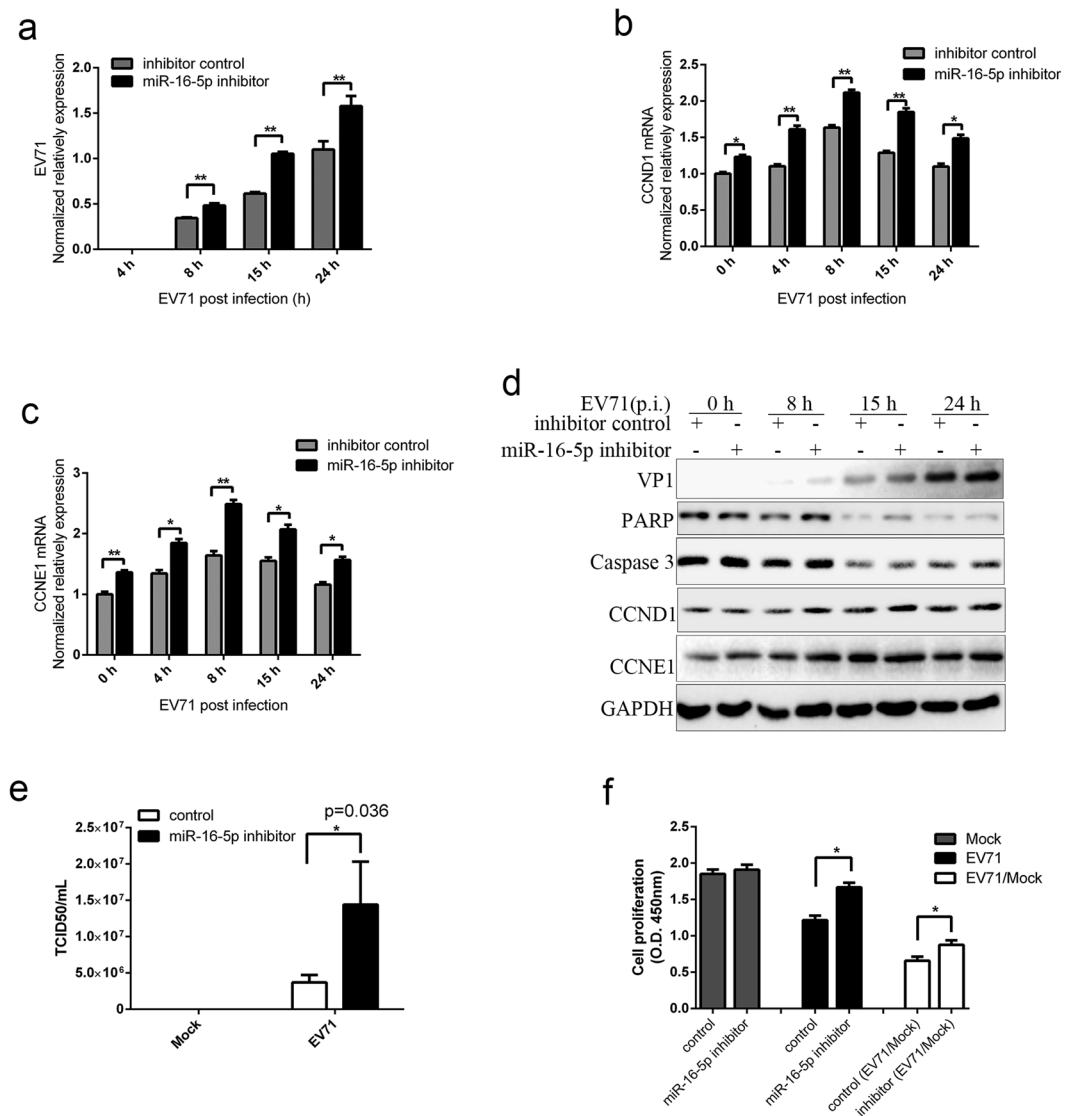 a
inhibitor control
miR-16-5p inhibitor
EV71
Normalized relatively expression
2.0
1.5
1.0
0.5
0.0
**
**
**
4 h
8 h
15 h
24 h
EV71 post infection (h)
b
inhibitor control
miR-16-5p inhibitor
CCND1 mRNA
Normalized relatively expression
2.5
2.0
1.5
1.0
0.5
0.0
*
**
**
**
*
0 h
4 h
8 h
15 h
24 h
EV71 post infection
c
inhibitor control
miR-16-5p inhibitor
CCNE1 mRNA
Normalized relatively expression
3
2
1
0
**
*
**
*
*
0 h
4 h
8 h
15 h
24 h
EV71 post infection
d
EV71(p.i.) 0 h 8 h 15 h 24 h
inhibitor control + - + - + - + -
miR-16-5p inhibitor - + - + - + - +
VP1
PARP
Caspase 3
CCND1
CCNE1
GAPDH
e
control
miR-16-5p inhibitor
p=0.036
*
TCID50/mL
2.5×10⁷
2.0×10⁷
1.5×10⁷
1.0×10⁷
5.0×10⁶
0
Mock
EV71
f
Mock
EV71
EV71/Mock
Cell proliferation
(O.D. 450nm)
2.5
2.0
1.5
1.0
0.5
0.0
*
*
control
miR-16-5p inhibitor
control
miR-16-5p inhibitor
control (EV71/Mock)
inhibitor (EV71/Mock)